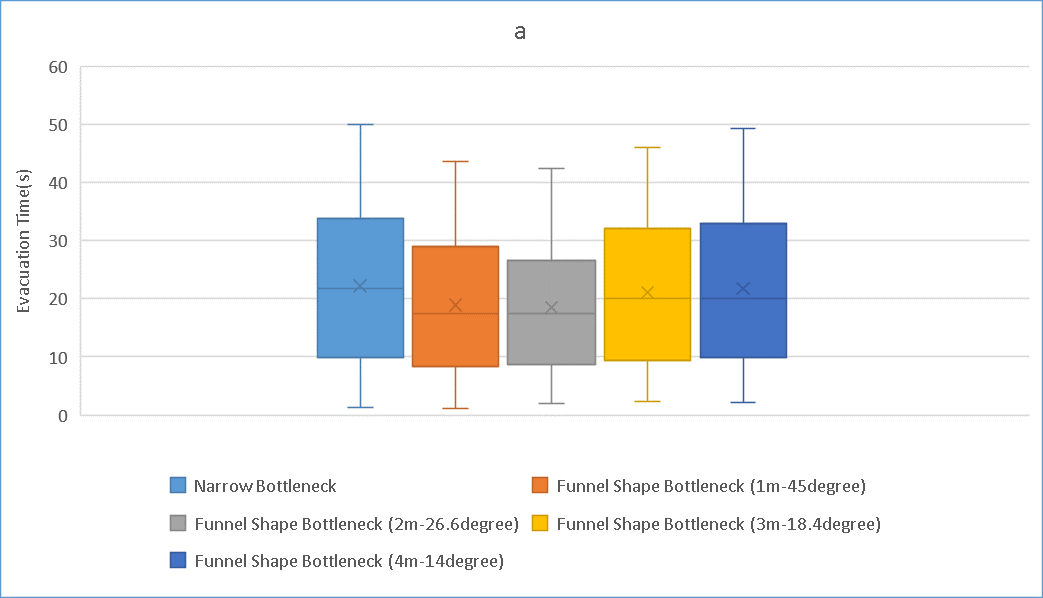 a
60
50
40
30
20
10
0
Evacuation Time(s)
Narrow Bottleneck
Funnel Shape Bottleneck (1m-45degree)
Funnel Shape Bottleneck (2m-26.6degree)
Funnel Shape Bottleneck (3m-18.4degree)
Funnel Shape Bottleneck (4m-14degree)